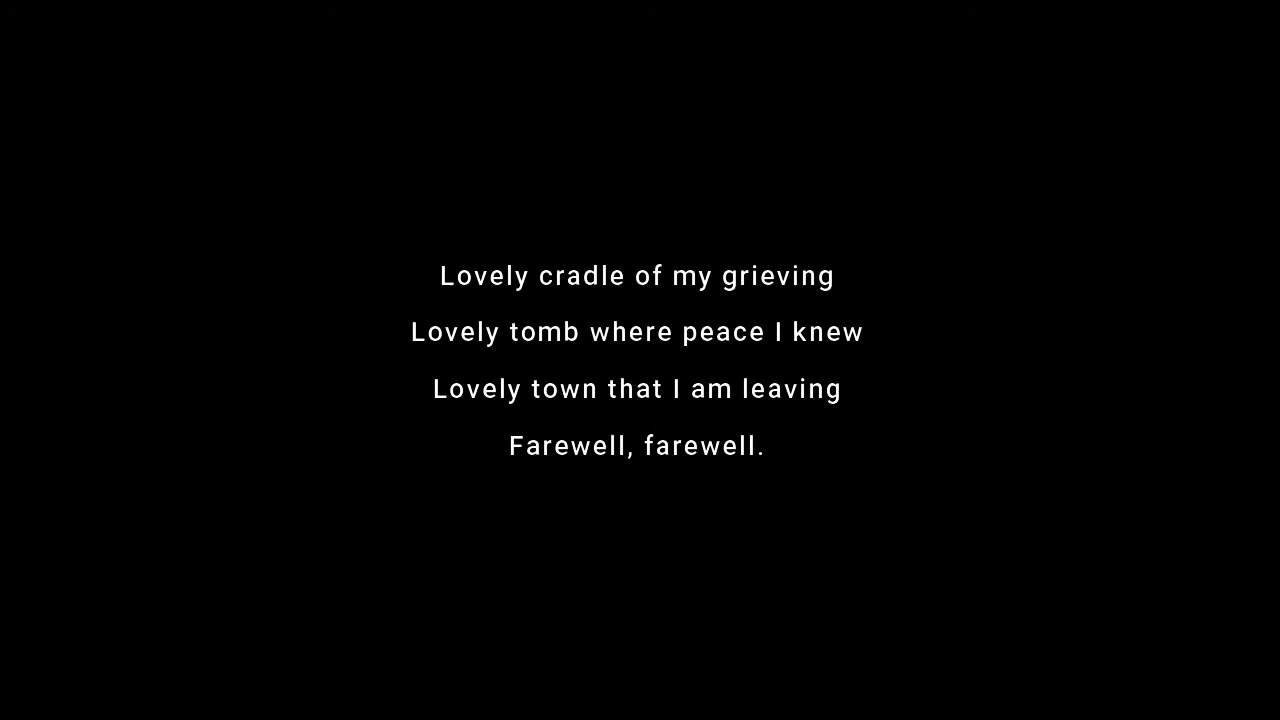 Lovely cradle of my grieving
Lovely tomb where peace I knew
Lovely town that I am leaving
Farewell, farewell.